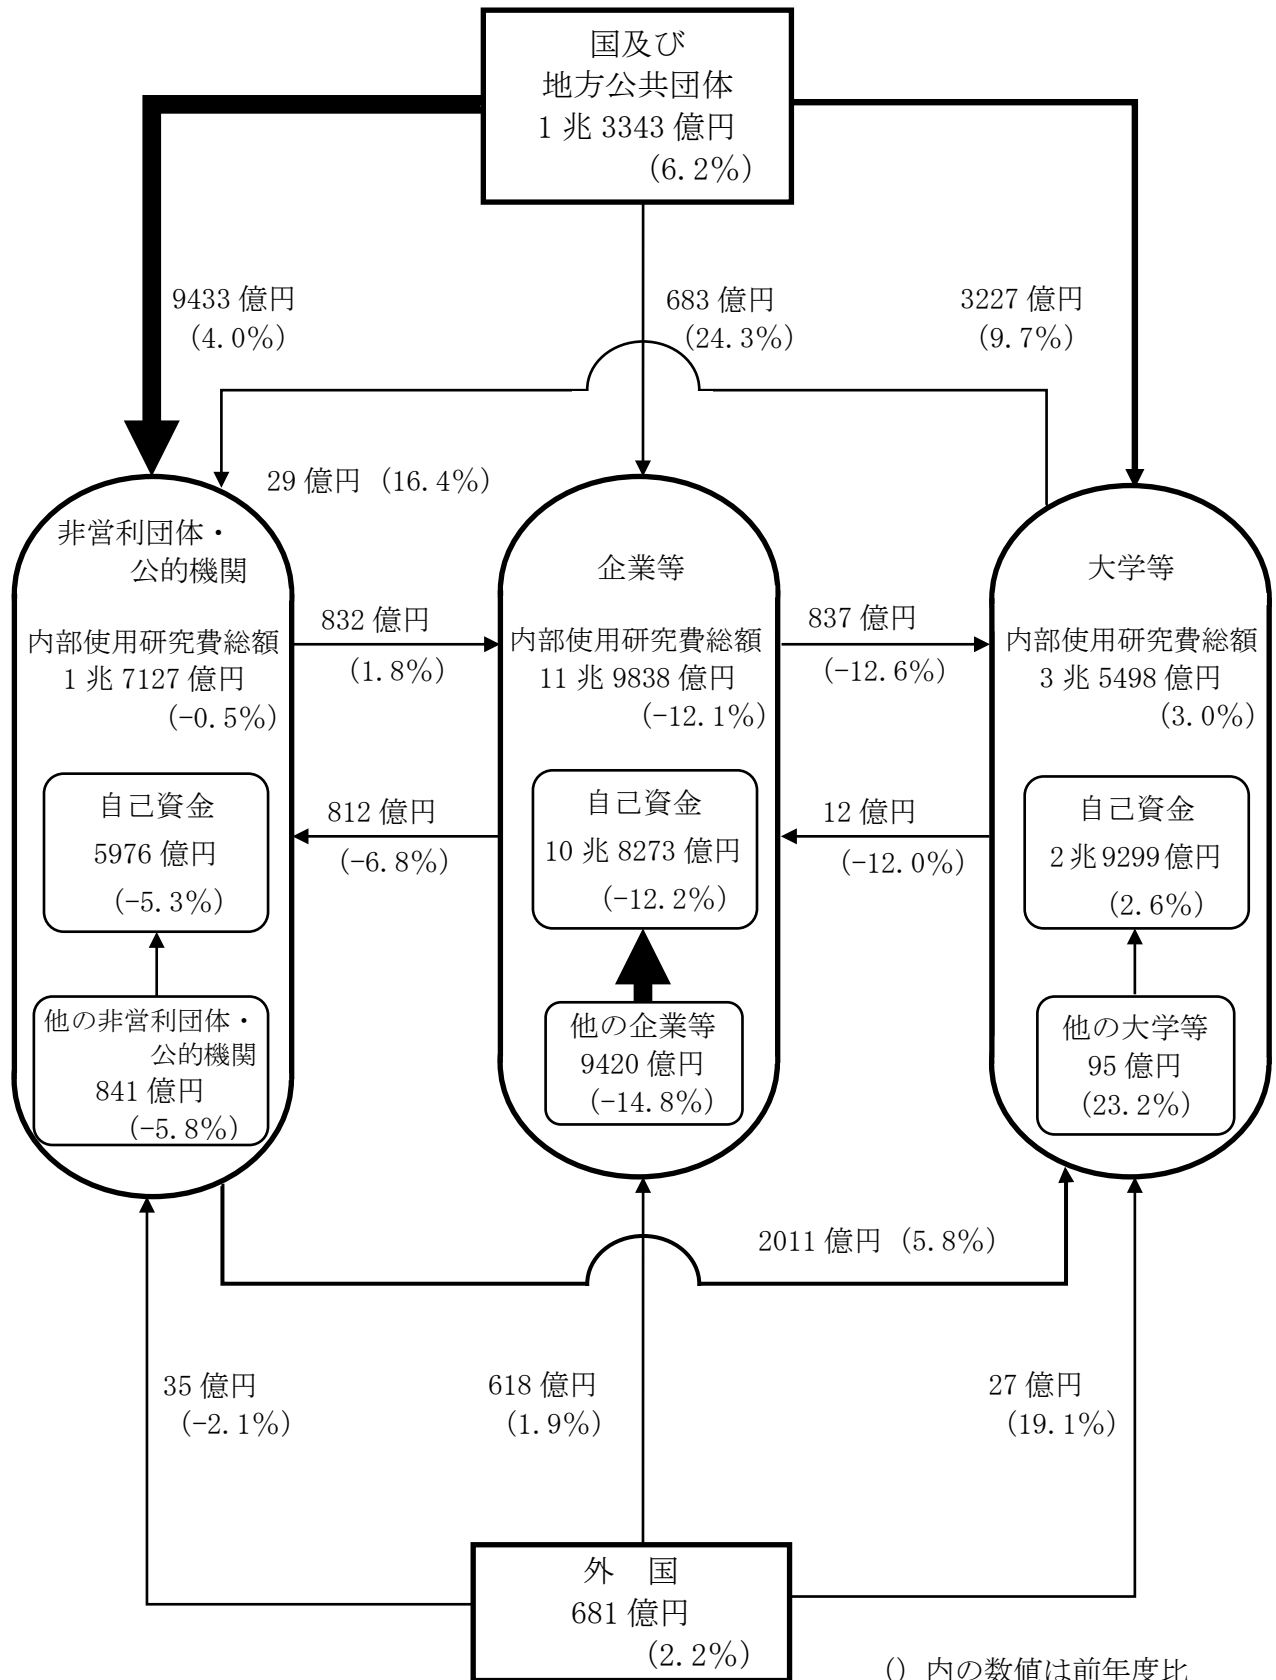 国及び
地方公共団体
1 兆 3343 億円
(6.2%)
9433 億円
(4.0%)
683 億円
(24.3%)
3227 億円
(9.7%)
29 億円 (16.4%)
非営利団体・
公的機関
内部使用研究費総額
1 兆 7127 億円
(-0.5%)
自己資金
5976 億円
(-5.3%)
他の非営利団体・
公的機関
841 億円
(-5.8%)
832 億円
(1.8%)
812 億円
(-6.8%)
企業等
内部使用研究費総額
11 兆 9838 億円
(-12.1%)
自己資金
10 兆 8273 億円
(-12.2%)
他の企業等
9420 億円
(-14.8%)
837 億円
(-12.6%)
12 億円
(-12.0%)
大学等
内部使用研究費総額
3 兆 5498 億円
(3.0%)
自己資金
2 兆 9299 億円
(2.6%)
他の大学等
95 億円
(23.2%)
2011 億円 (5.8%)
35 億円
(-2.1%)
618 億円
(1.9%)
27 億円
(19.1%)
外　国
681 億円
(2.2%)
() 内の数値は前年度比